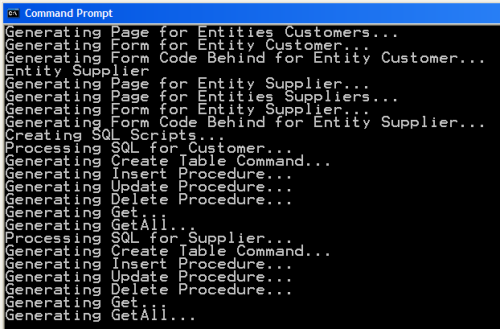 Command Prompt
Generating Page for Entities Customers...
Generating Form for Entity Customer...
Generating Form Code Behind for Entity Customer...
Entity Supplier
Generating Page for Entity Supplier...
Generating Page for Entities Suppliers...
Generating Form for Entity Supplier...
Generating Form Code Behind for Entity Supplier...
Creating SQL Scripts...
Processing SQL for Customer...
Generating Create Table Command...
Generating Insert Procedure...
Generating Update Procedure...
Generating Delete Procedure...
Generating Get...
Generating GetAll...
Processing SQL for Supplier...
Generating Create Table Command...
Generating Insert Procedure...
Generating Update Procedure...
Generating Delete Procedure...
Generating Get...
Generating GetAll...